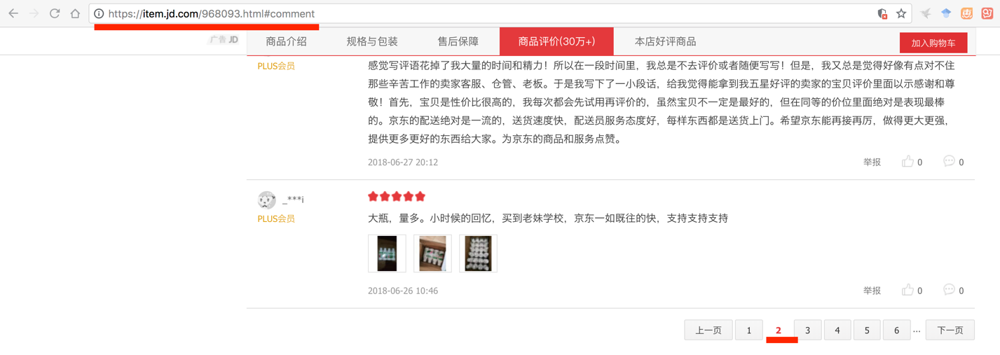 https://item.jd.com/968093.html#comment
广告 JD
商品介绍 规格与包装 售后保障 商品评价(30万+) 本店好评商品 加入购物车
PLUS会员
感觉写评语花掉了我大量的时间和精力！所以在一段时间里，我总是不去评价或者随便写写！但是，我又总是觉得好像有点对不住
那些辛苦工作的卖家客服、仓管、老板。于是我写下了一小段话，给我觉得能拿到我五星好评的卖家的宝贝评价里面以示感谢和尊
敬！首先，宝贝是性价比很高的，我每次都会先试用再评价的，虽然宝贝不一定是最好的，但在同等的价位里面绝对是表现最棒
的。京东的配送绝对是一流的，送货速度快，配送员服务态度好，每样东西都是送货上门。希望京东能再接再厉，做得更大更强，
提供更多更好的东西给大家。为京东的商品和服务点赞。
2018-06-27 20:12 举报 0 0
_***i
PLUS会员
大瓶，量多。小时候的回忆，买到老妹学校，京东一如既往的快，支持支持支持
2018-06-26 10:46 举报 0 0
上一页 1 2 3 4 5 6 ... 下一页